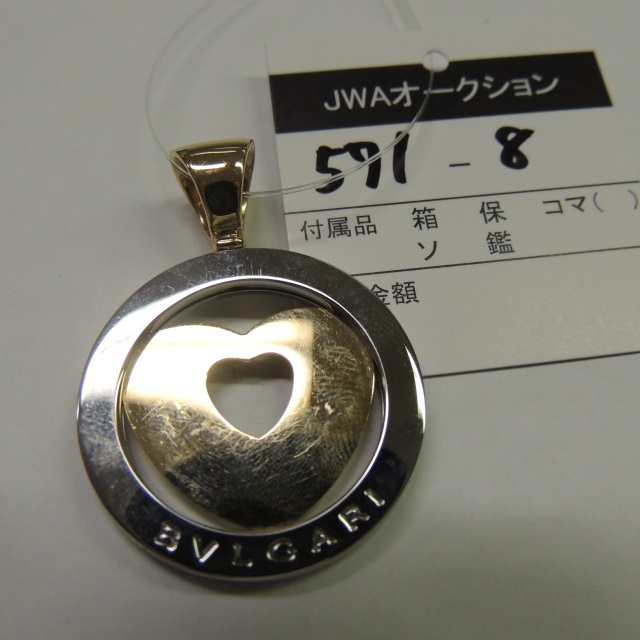 JWAオークション
571-8
付属品 箱 保 コマ( )
ソ 鑑
金額
BVLGARI